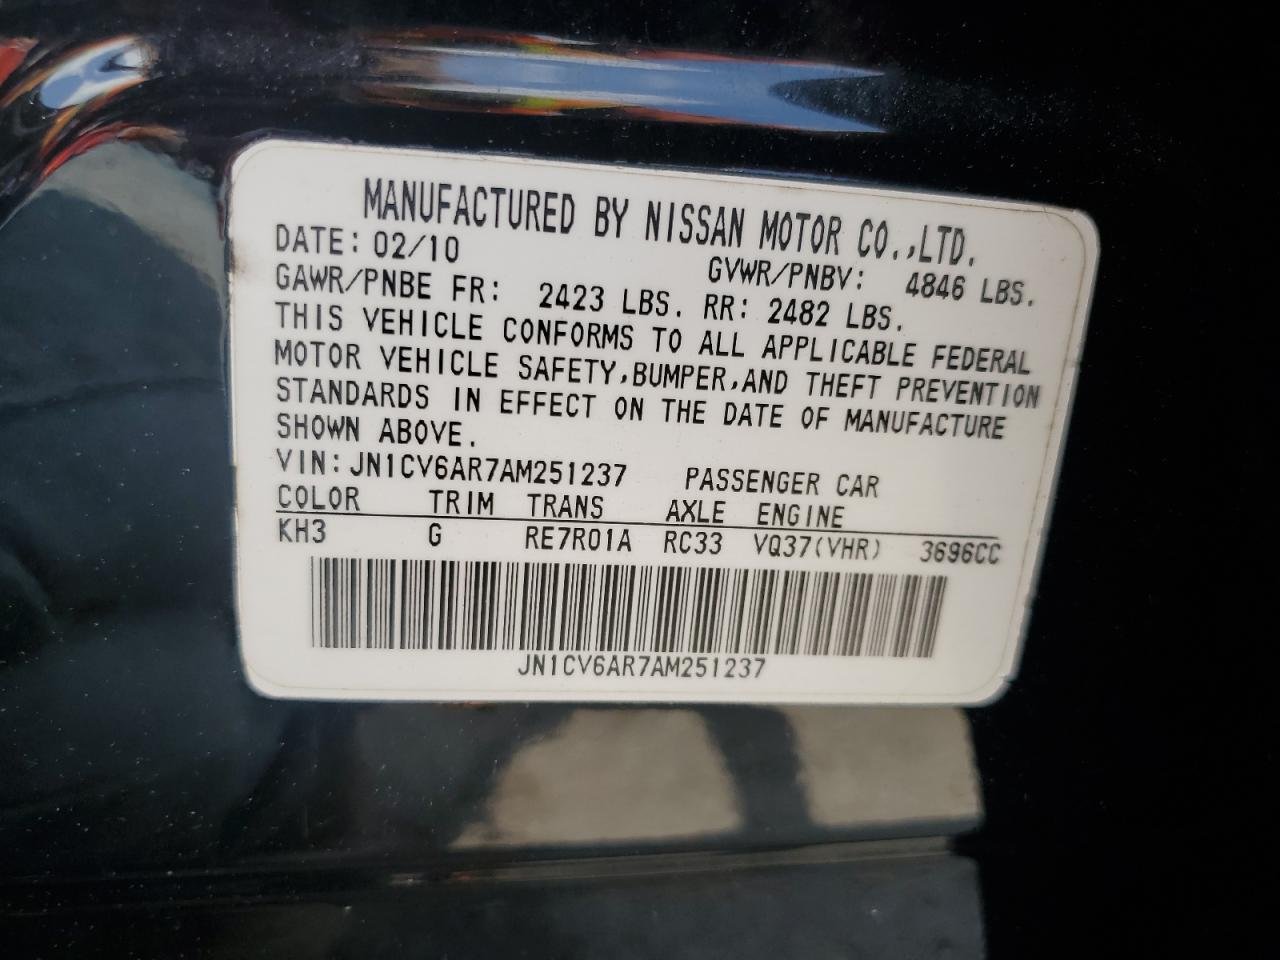 MANUFACTURED BY NISSAN MOTOR CO.,LTD.
DATE: 02/10 GVWR/PNBV: 4846 LBS.
GAWR/PNBE FR: 2423 LBS. RR: 2482 LBS.
THIS VEHICLE CONFORMS TO ALL APPLICABLE FEDERAL
MOTOR VEHICLE SAFETY,BUMPER,AND THEFT PREVENTION
STANDARDS IN EFFECT ON THE DATE OF MANUFACTURE
SHOWN ABOVE.
VIN:JN1CV6AR7AM251237 PASSENGER CAR
COLOR TRIM TRANS AXLE ENGINE
KH3 G RE7R01A RC33 VQ37(VHR) 3696CC
JN1CV6AR7AM251237